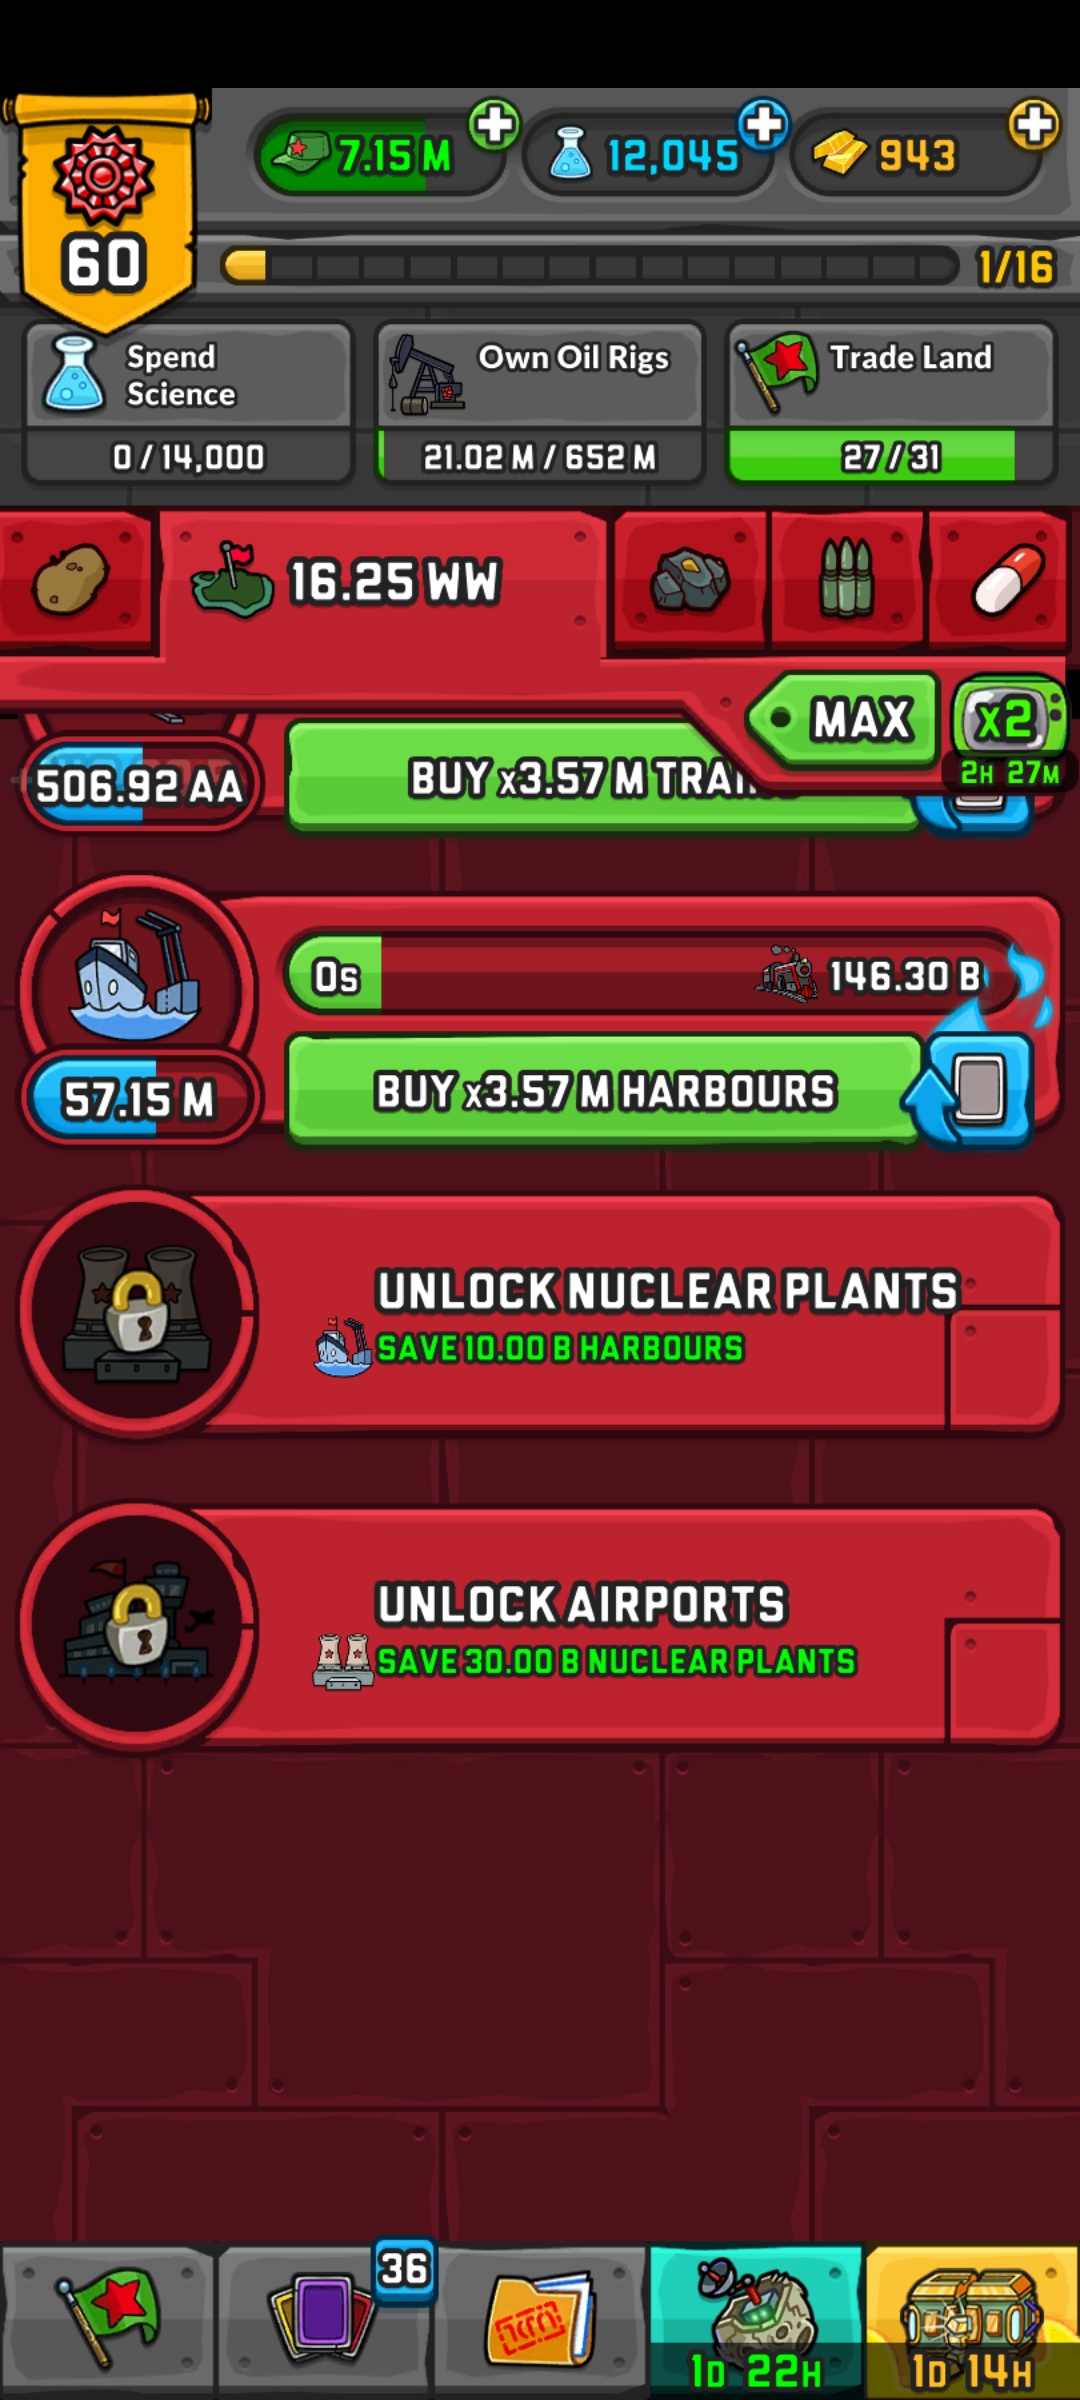 7.15 M
12,045
943
60
1/16
Spend
Science
Own Oil Rigs
Trade Land
0 / 14,000
21.02 M / 652 M
27 / 31
16.25 WW
MAX
x2
2H 27M
506.92 AA
BUY x3.57 M
0s
146.30 B
57.15 M
BUY x3.57 M HARBOURS
UNLOCK NUCLEAR PLANTS
SAVE 10.00 B HARBOURS
UNLOCK AIRPORTS
SAVE 30.00 B NUCLEAR PLANTS
36
1D 22H
1D 14H